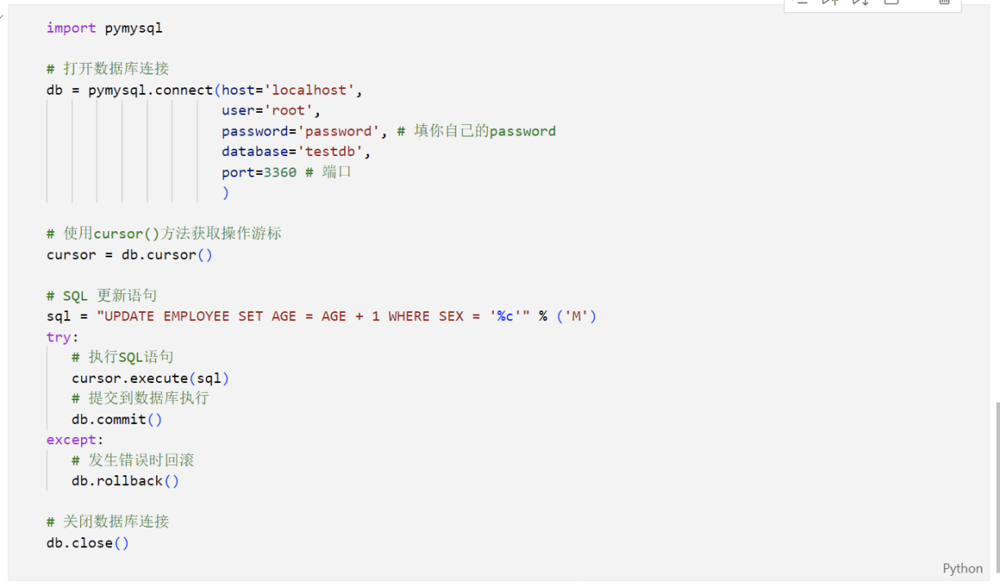 import pymysql
# 打开数据库连接
db = pymysql.connect(host='localhost',
user='root',
password='password', # 填你自己的password
database='testdb',
port=3360 # 端口
)
# 使用cursor()方法获取操作游标
cursor = db.cursor()
# SQL 更新语句
sql = "UPDATE EMPLOYEE SET AGE = AGE + 1 WHERE SEX = '%c'" % ('M')
try:
# 执行SQL语句
cursor.execute(sql)
# 提交到数据库执行
db.commit()
except:
# 发生错误时回滚
db.rollback()
# 关闭数据库连接
db.close()
Python